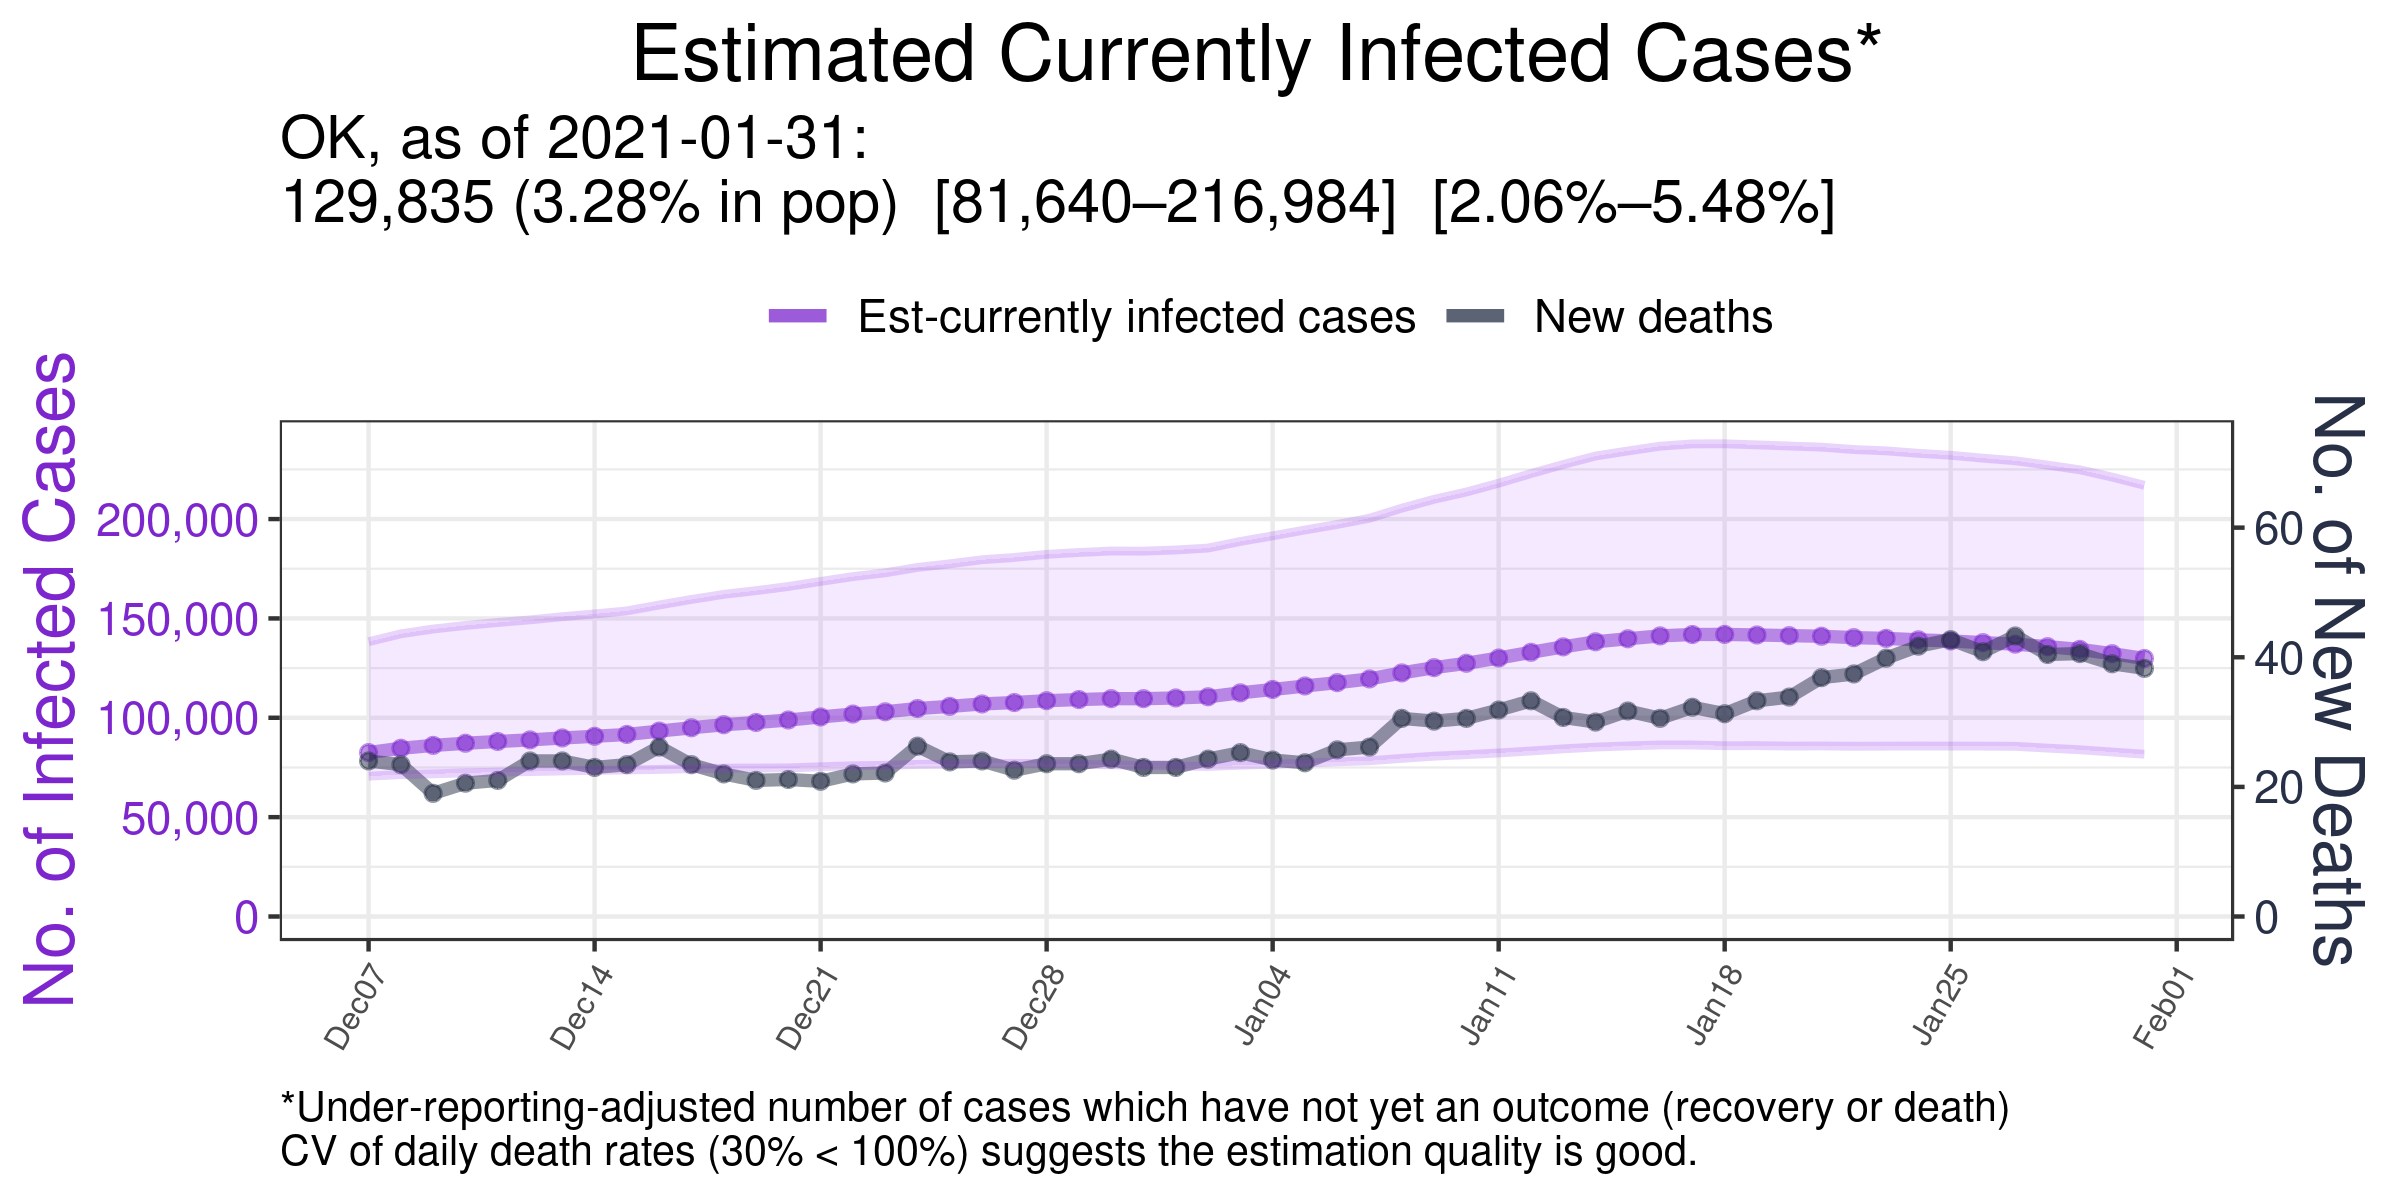 Estimated Currently Infected Cases*
OK, as of 2021-01-31:
129,835 (3.28% in pop) [81,640–216,984] [2.06%–5.48%]
Est-currently infected cases
New deaths
No. of Infected Cases
200,000
150,000
100,000
50,000
0
60
40
20
0
No. of New Deaths
Dec07
Dec14
Dec21
Dec28
Jan04
Jan11
Jan18
Jan25
Feb01
*Under-reporting-adjusted number of cases which have not yet an outcome (recovery or death)
CV of daily death rates (30% < 100%) suggests the estimation quality is good.